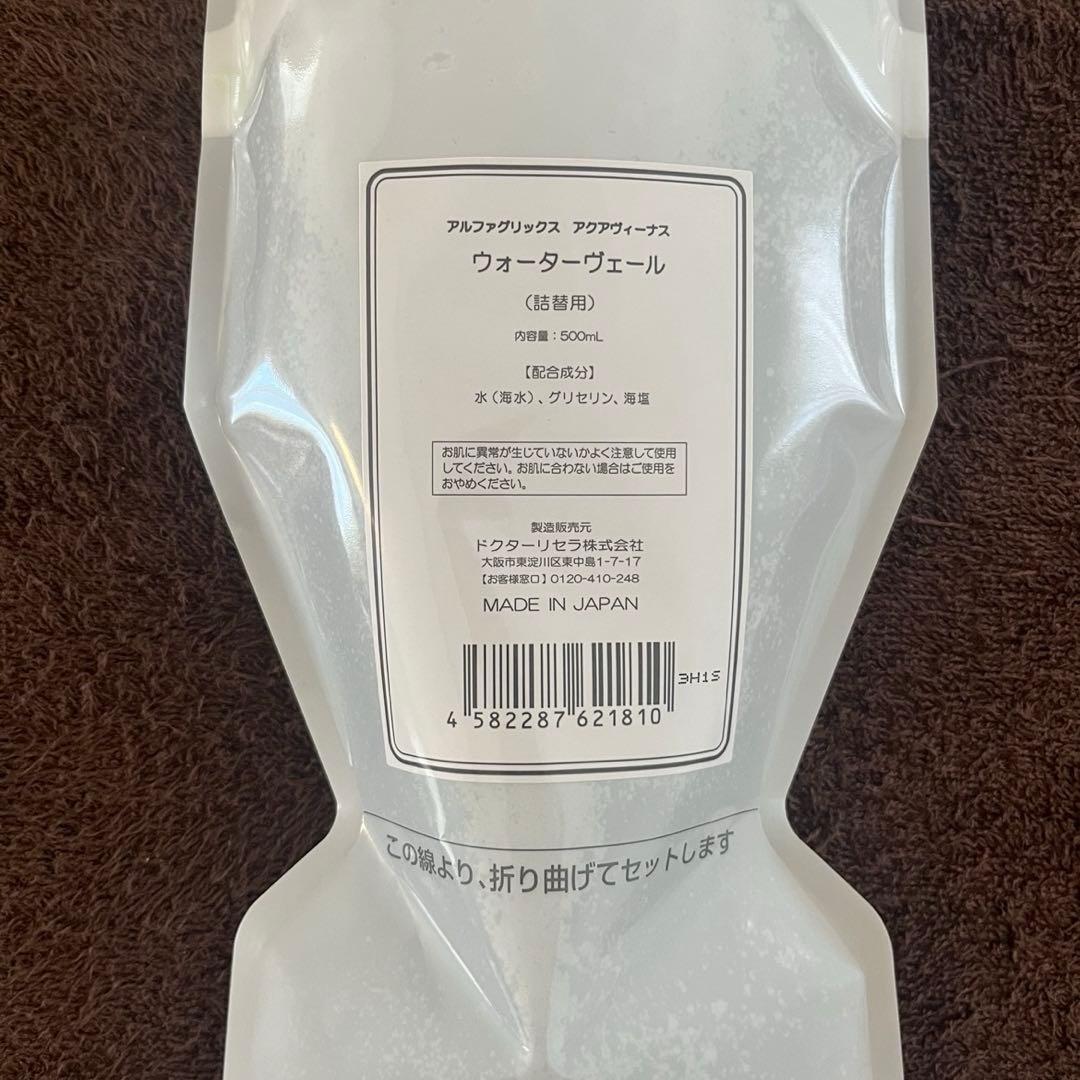 アルファグリックス　アクアヴィーナス
ウォーターヴェール
（詰替用）
内容量：500mL
【配合成分】
水（海水）、グリセリン、海塩
お肌に異常が生じていないかよく注意して使用
してください。お肌に合わない場合はご使用を
おやめください。
製造販売元
ドクターリセラ株式会社
大阪市東淀川区東中島1-7-17
【お客様窓口】0120-410-248
MADE IN JAPAN
3H1S
4 582287 621810
この線より、折り曲げてセットします